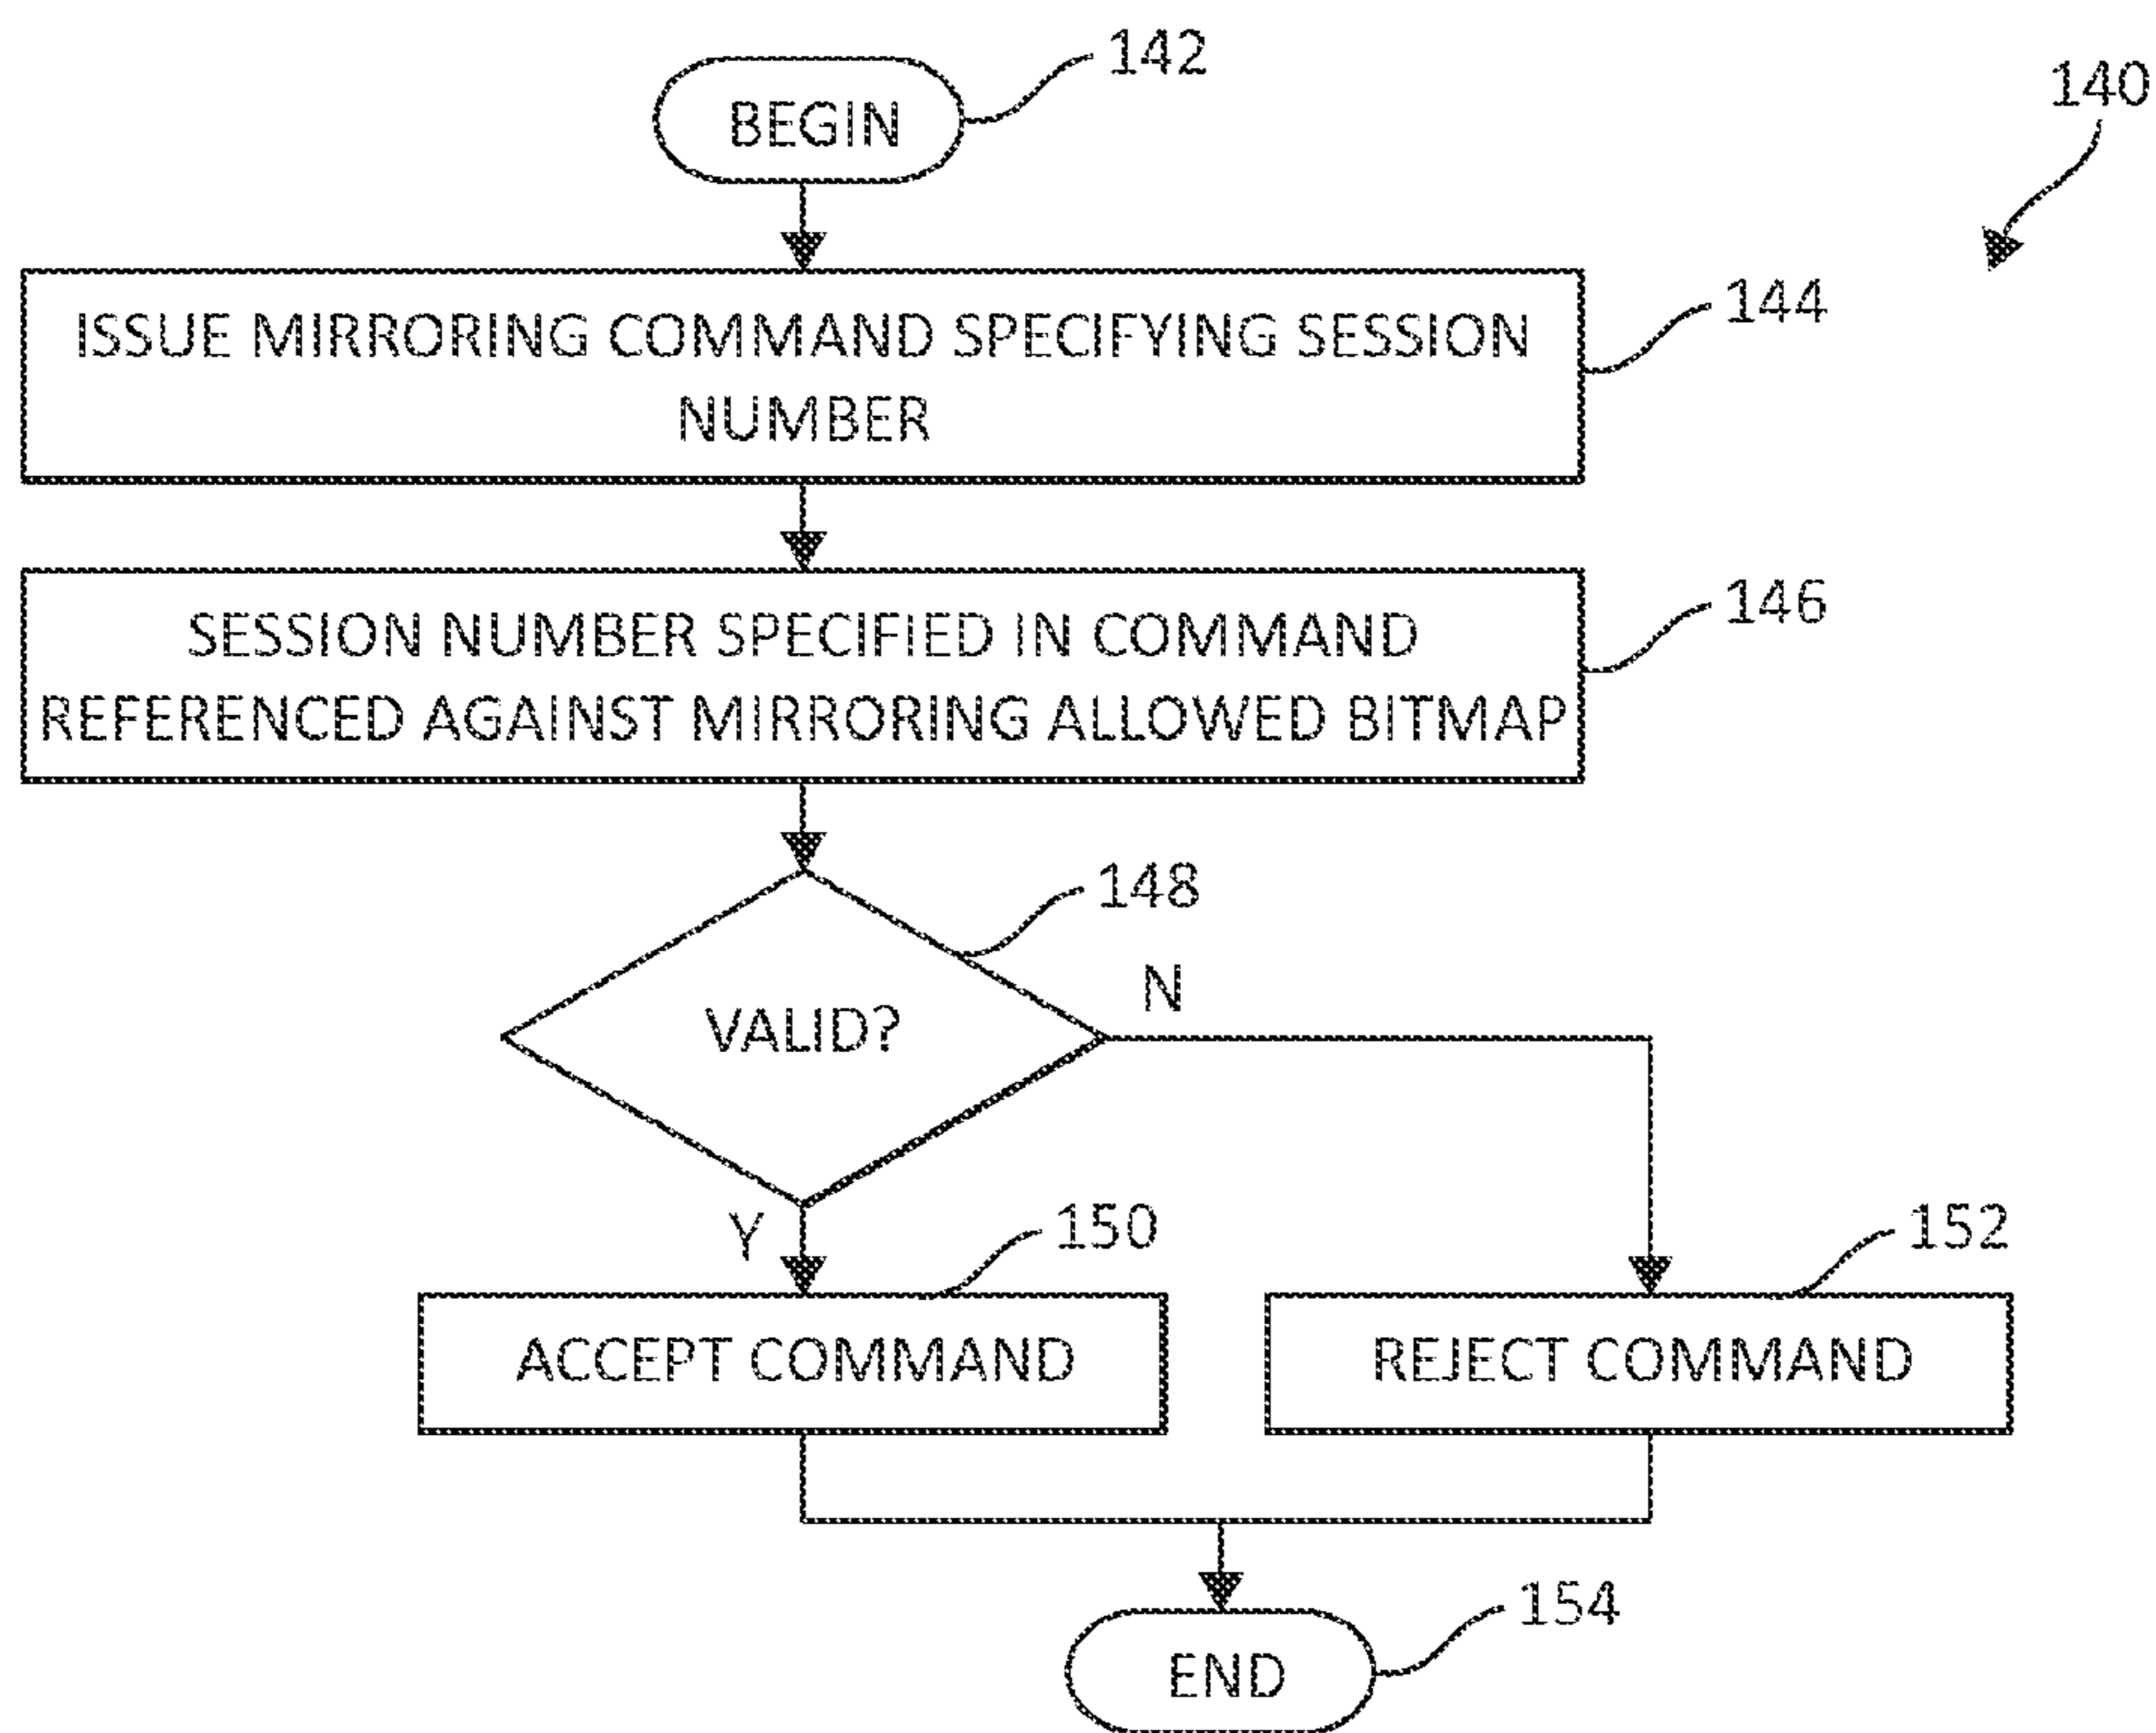 142
BEGIN
140
ISSUE MIRRORING COMMAND SPECIFYING SESSION
NUMBER
144
SESSION NUMBER SPECIFIED IN COMMAND
REFERENCED AGAINST MIRRORING ALLOWED BITMAP
146
148
VALID?
N
Y
150
152
ACCEPT COMMAND
REJECT COMMAND
154
END